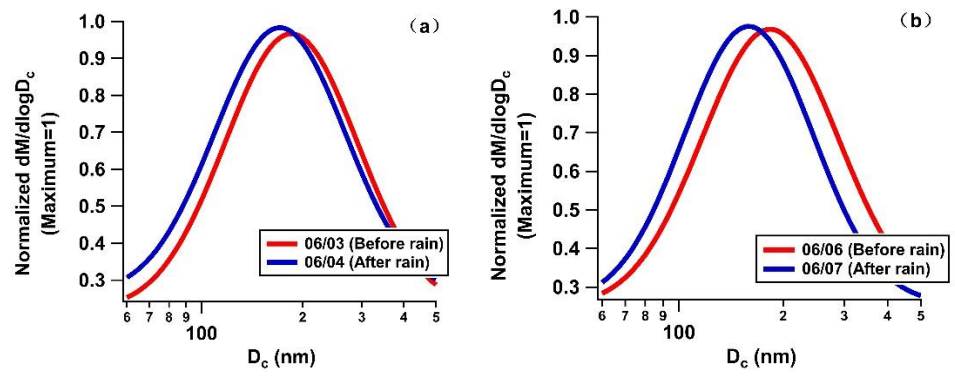 (a)
1.0
0.9
0.8
0.7
0.6
0.5
0.4
0.3
Normalized dM/dlogDc
(Maximum=1)
06/03 (Before rain)
06/04 (After rain)
6 7 8 9 2 3 4 5
100
Dc (nm)
(b)
1.0
0.9
0.8
0.7
0.6
0.5
0.4
0.3
Normalized dM/dlogDc
(Maximum=1)
06/06 (Before rain)
06/07 (After rain)
6 7 8 9 2 3 4 5
100
Dc (nm)